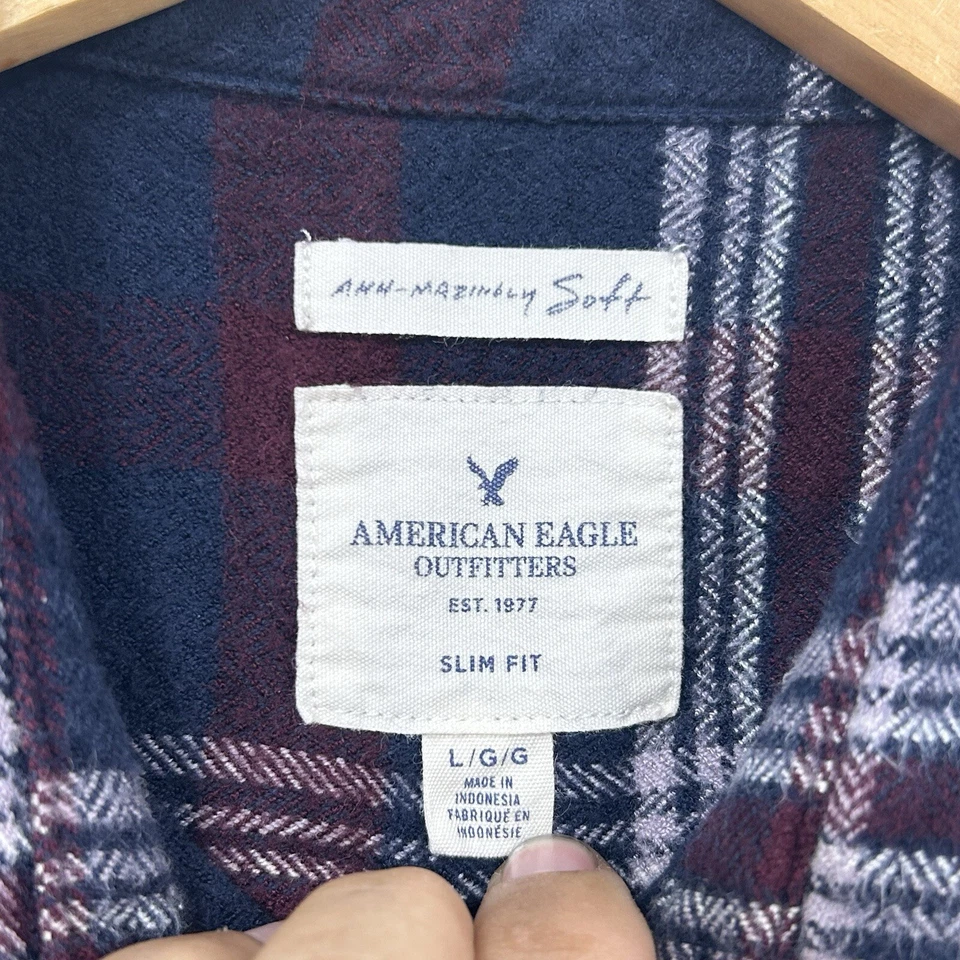 AHH-MAZINGLY Soft
AMERICAN EAGLE
OUTFITTERS
EST. 1977
SLIM FIT
L/G/G
MADE IN
INDONESIA
FABRIQUÉ EN
INDONÉSIE